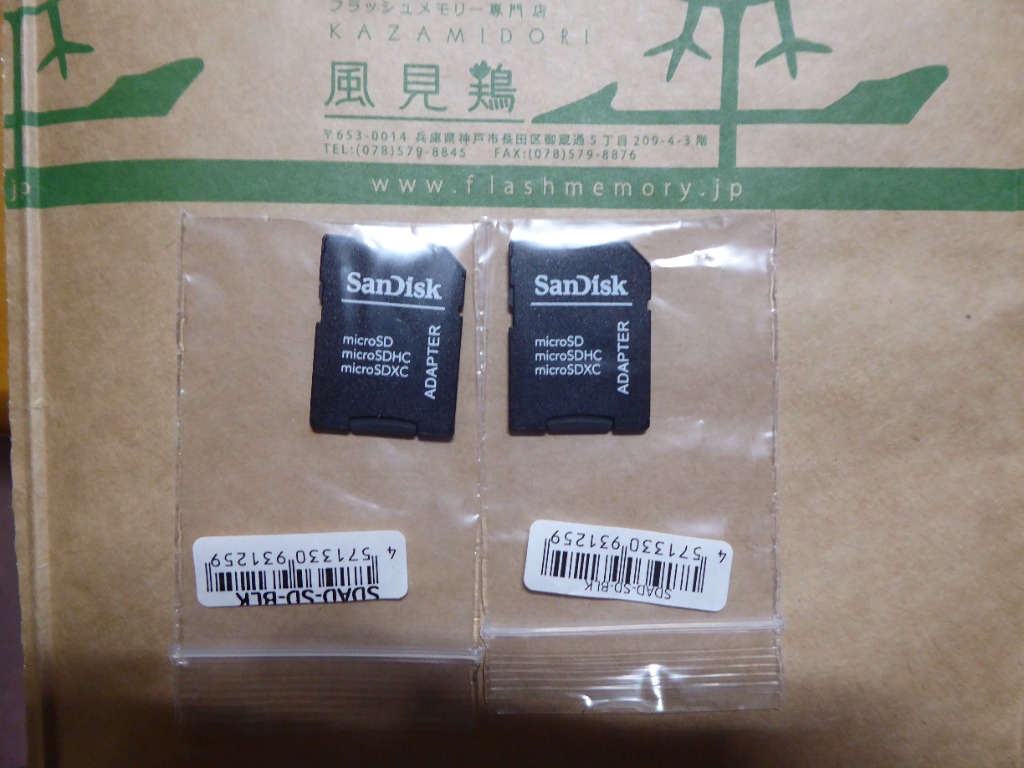 フラッシュメモリー専門店
KAZAMIDORI
風見鶏
〒653-0014 兵庫県神戸市長田区御蔵通5丁目209-4-3階
TEL:(078)579-8845 FAX:(078)579-8876
jp
www.flashmemory.jp
SanDisk
microSD
microSDHC
microSDXC
ADAPTER
SanDisk
microSD
microSDHC
microSDXC
ADAPTER
SDAD-SD-BLK
4 571330 931259
SDAD-SD-BLK
4 571330 931259